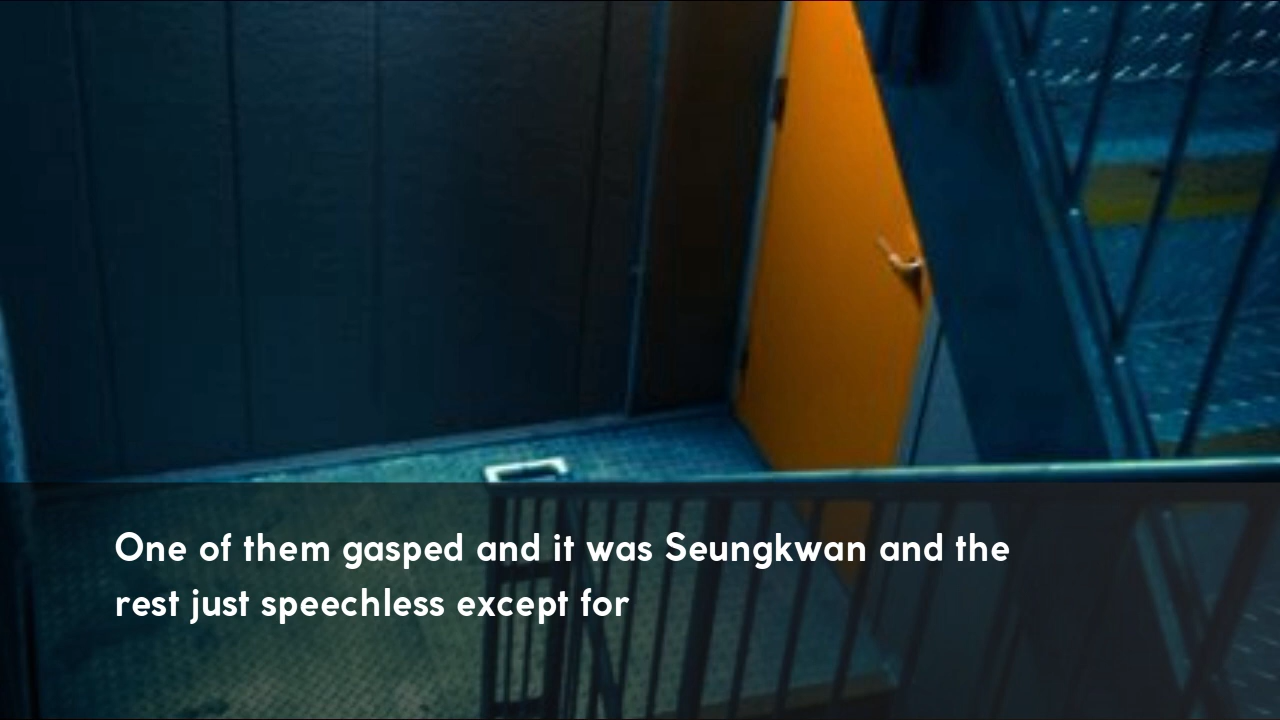 One of them gasped and it was Seungkwan and the
rest just speechless except for